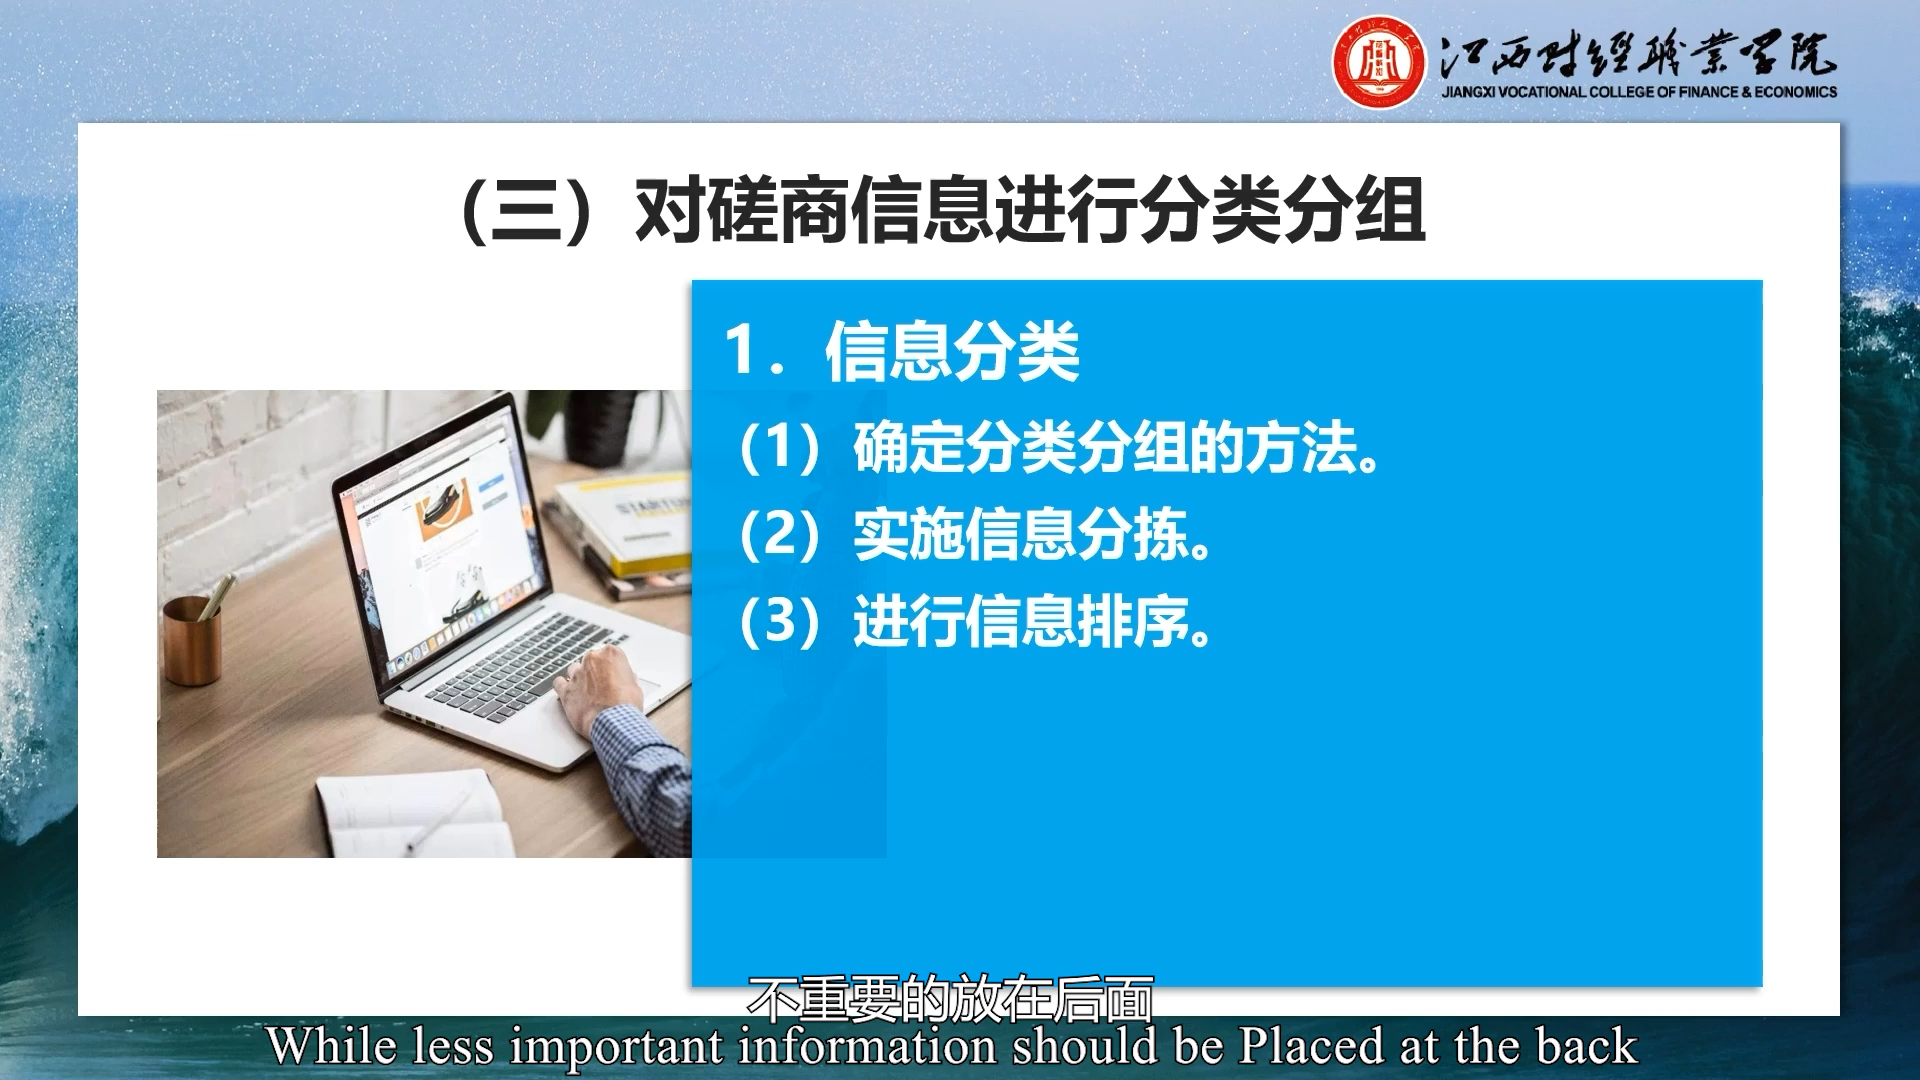 江西财经职业学院
JIANGXI VOCATIONAL COLLEGE OF FINANCE & ECONOMICS
（三）对磋商信息进行分类分组
1．信息分类
（1）确定分类分组的方法。
（2）实施信息分拣。
（3）进行信息排序。
不重要的放在后面
While less important information should be Placed at the back